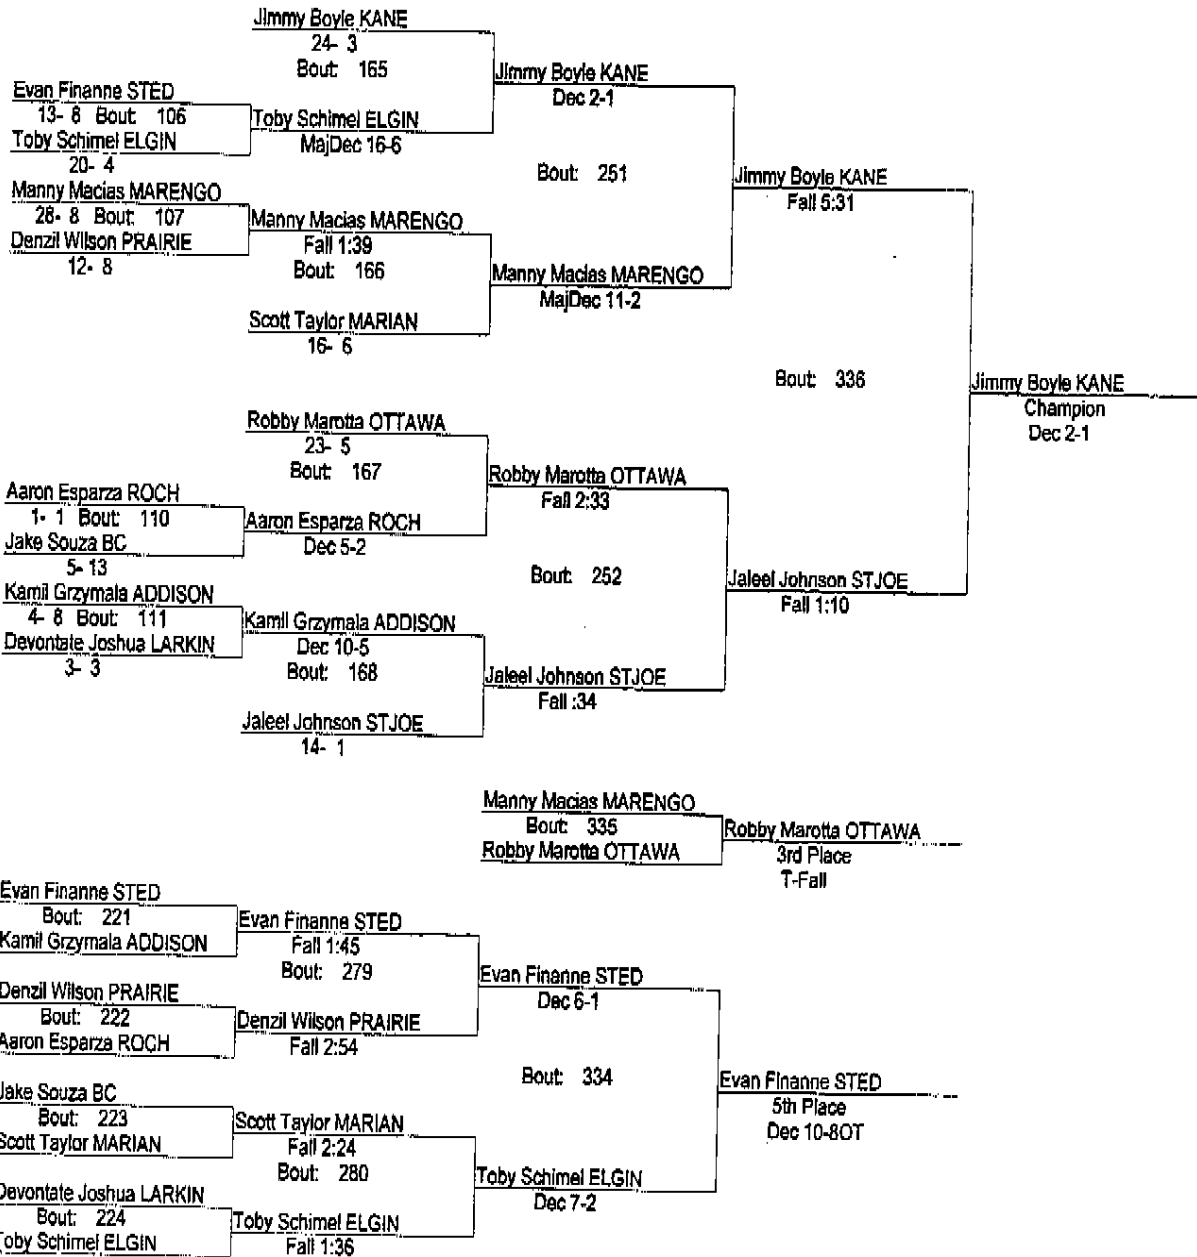 Jimmy Boyle KANE
24- 3
Bout: 165
Jimmy Boyle KANE
Dec 2-1
Evan Finanne STED
13- 8 Bout: 106
Toby Schimel ELGIN
MajDec 16-6
Toby Schimel ELGIN
20- 4
Bout: 251
Jimmy Boyle KANE
Fall 5:31
Manny Macias MARENGO
28- 8 Bout: 107
Manny Macias MARENGO
Fall 1:39
Denzil Wilson PRAIRIE
12- 8
Bout: 166
Manny Macias MARENGO
MajDec 11-2
Scott Taylor MARIAN
16- 6
Bout: 336
Jimmy Boyle KANE
Champion
Dec 2-1
Robby Marotta OTTAWA
23- 5
Bout: 167
Robby Marotta OTTAWA
Fall 2:33
Aaron Esparza ROCH
1- 1 Bout: 110
Aaron Esparza ROCH
Dec 5-2
Jake Souza BC
5- 13
Bout: 252
Jaleel Johnson STJOE
Fall 1:10
Kamil Grzymala ADDISON
4- 8 Bout: 111
Kamil Grzymala ADDISON
Dec 10-5
Devontate Joshua LARKIN
3- 3
Bout: 168
Jaleel Johnson STJOE
Fall :34
Jaleel Johnson STJOE
14- 1
Manny Macias MARENGO
Bout: 335
Robby Marotta OTTAWA
Robby Marotta OTTAWA
3rd Place
T-Fall
Evan Finanne STED
Bout: 221
Kamil Grzymala ADDISON
Evan Finanne STED
Fall 1:45
Bout: 279
Evan Finanne STED
Dec 6-1
Denzil Wilson PRAIRIE
Bout: 222
Aaron Esparza ROCH
Denzil Wilson PRAIRIE
Fall 2:54
Bout: 334
Evan Finanne STED
5th Place
Dec 10-8OT
Jake Souza BC
Bout: 223
Scott Taylor MARIAN
Scott Taylor MARIAN
Fall 2:24
Bout: 280
Toby Schimel ELGIN
Dec 7-2
Devontate Joshua LARKIN
Bout: 224
Toby Schimel ELGIN
Toby Schimel ELGIN
Fall 1:36